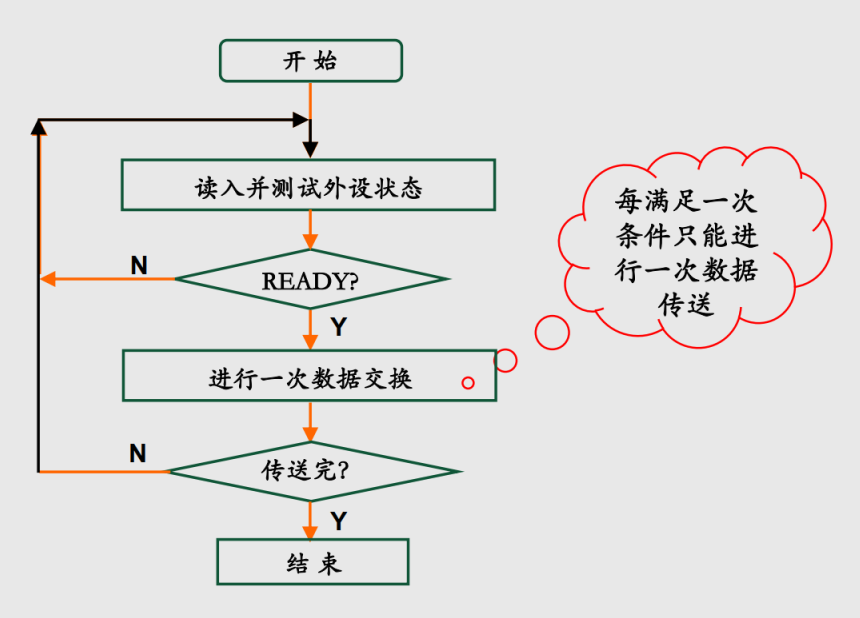 开 始
读入并测试外设状态
N
READY?
Y
进行一次数据交换
N
传送完?
Y
结 束
每满足一次
条件只能进
行一次数据
传送